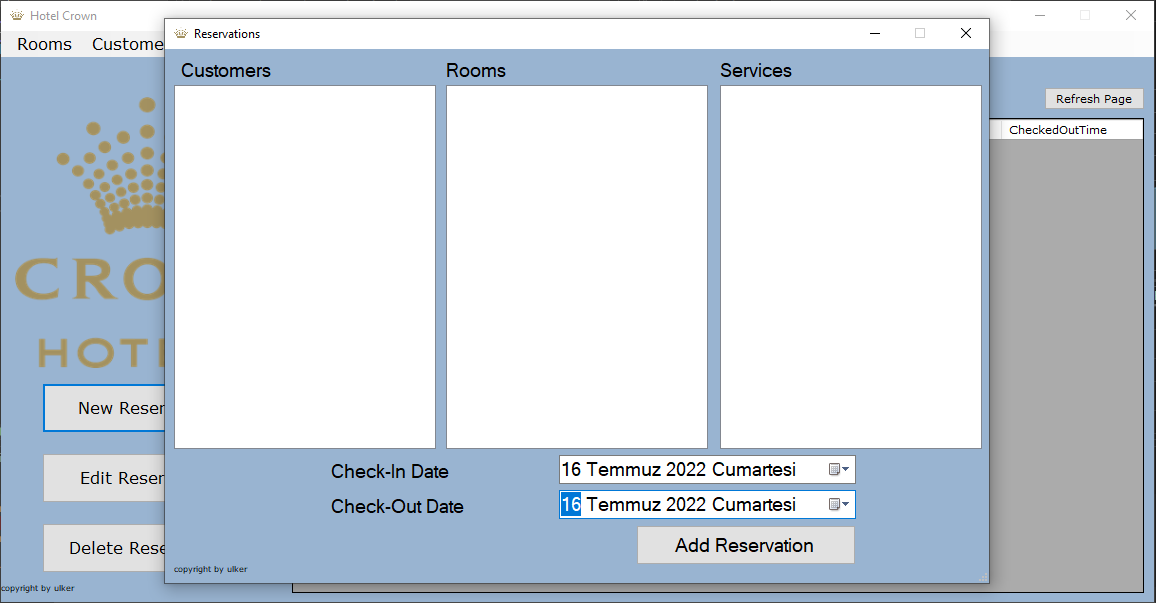 Hotel Crown
Reservations
Rooms
Custome
Customers
Rooms
Services
Refresh Page
CheckedOutTime
CRO
HOT
New Reser
Edit Reser
Delete Rese
Check-In Date
16 Temmuz 2022 Cumartesi
Check-Out Date
16 Temmuz 2022 Cumartesi
Add Reservation
copyright by ulker
copyright by ulker